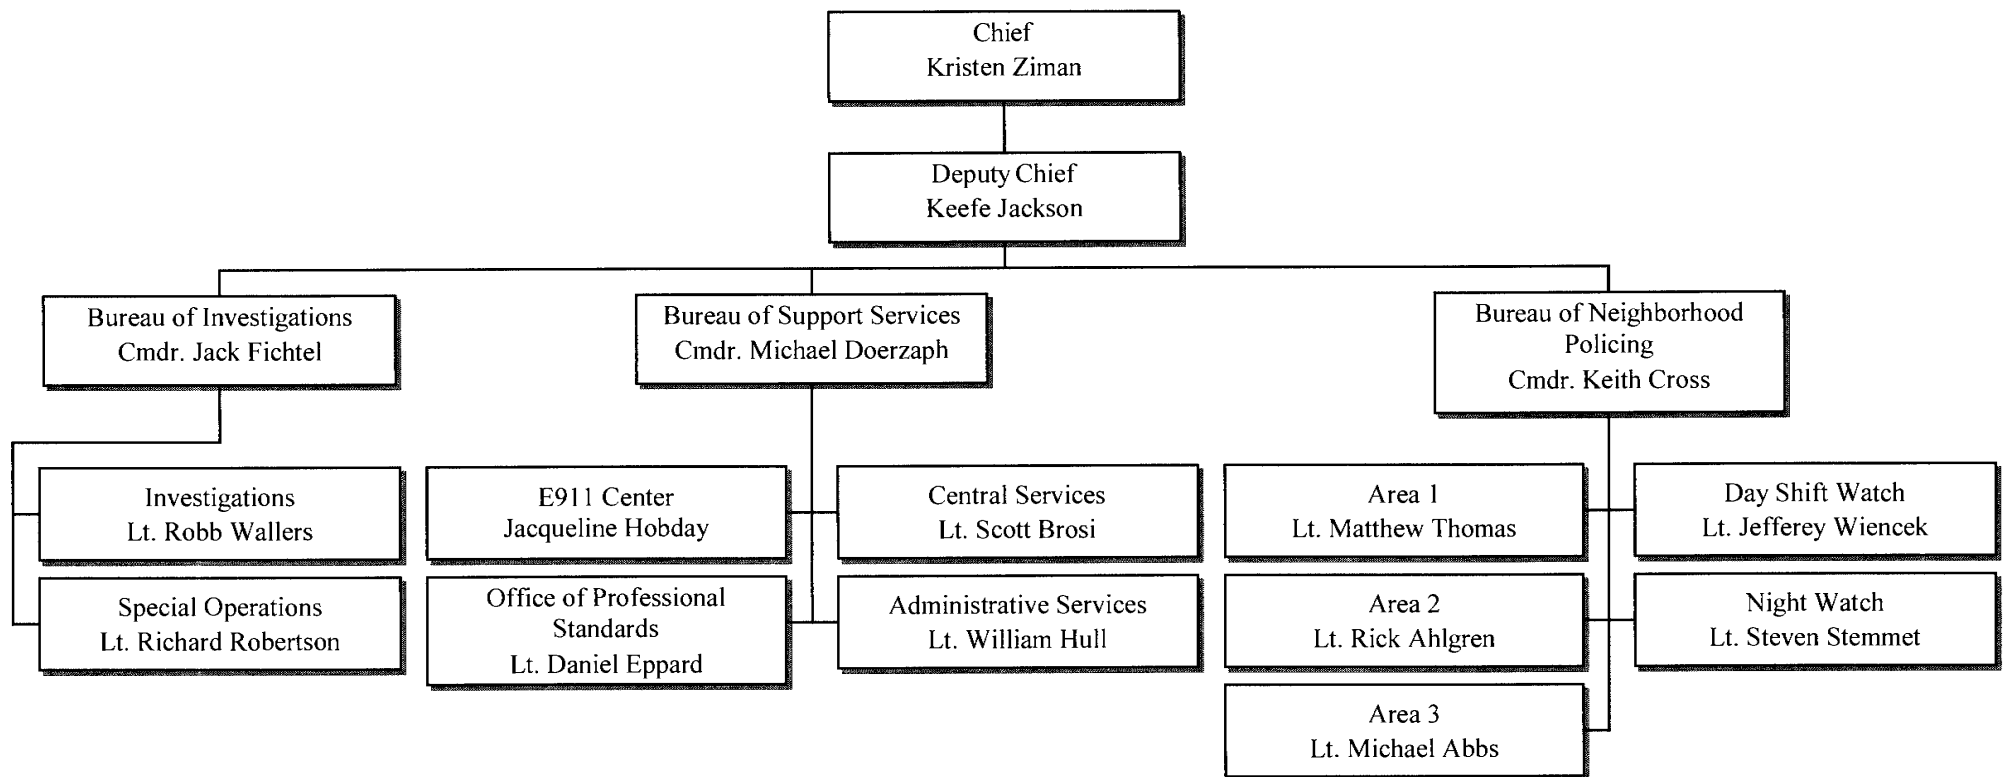 Chief
Kristen Ziman
Deputy Chief
Keefe Jackson
Bureau of Investigations
Cmdr. Jack Fichtel
Bureau of Support Services
Cmdr. Michael Doerzaph
Bureau of Neighborhood
Policing
Cmdr. Keith Cross
Investigations
Lt. Robb Wallers
E911 Center
Jacqueline Hobday
Central Services
Lt. Scott Brosi
Area 1
Lt. Matthew Thomas
Day Shift Watch
Lt. Jefferey Wiencek
Special Operations
Lt. Richard Robertson
Office of Professional
Standards
Lt. Daniel Eppard
Administrative Services
Lt. William Hull
Area 2
Lt. Rick Ahlgren
Night Watch
Lt. Steven Stemmet
Area 3
Lt. Michael Abbs